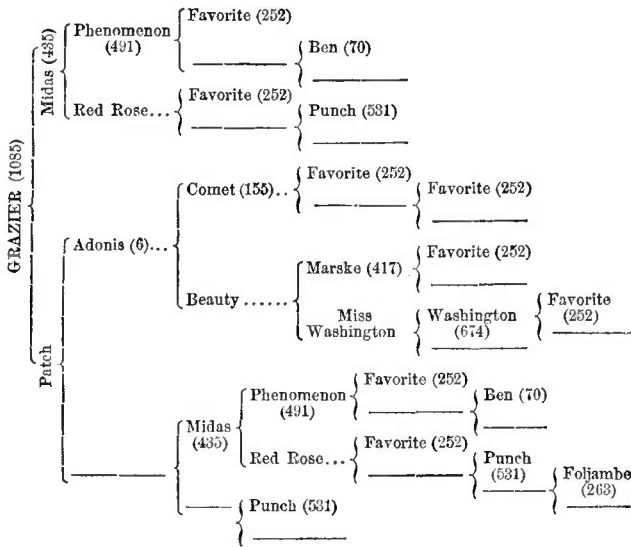 Favorite (252)
Phenomenon
(491)
Ben (70)
Midas (435)
Favorite (252)
Red Rose...
Punch (531)
GRAZIER (1085)
Favorite (252)
Comet (155)..
Favorite (252)
Adonis (6)...
Favorite (252)
Marske (417)
Beauty ......
Miss
Washington
Washington
(674)
Favorite
(252)
Patch
Favorite (252)
Phenomenon
(491)
Ben (70)
Midas
(435)
Favorite (252)
Red Rose...
Punch
(531)
Foljambe
(263)
Punch (531)